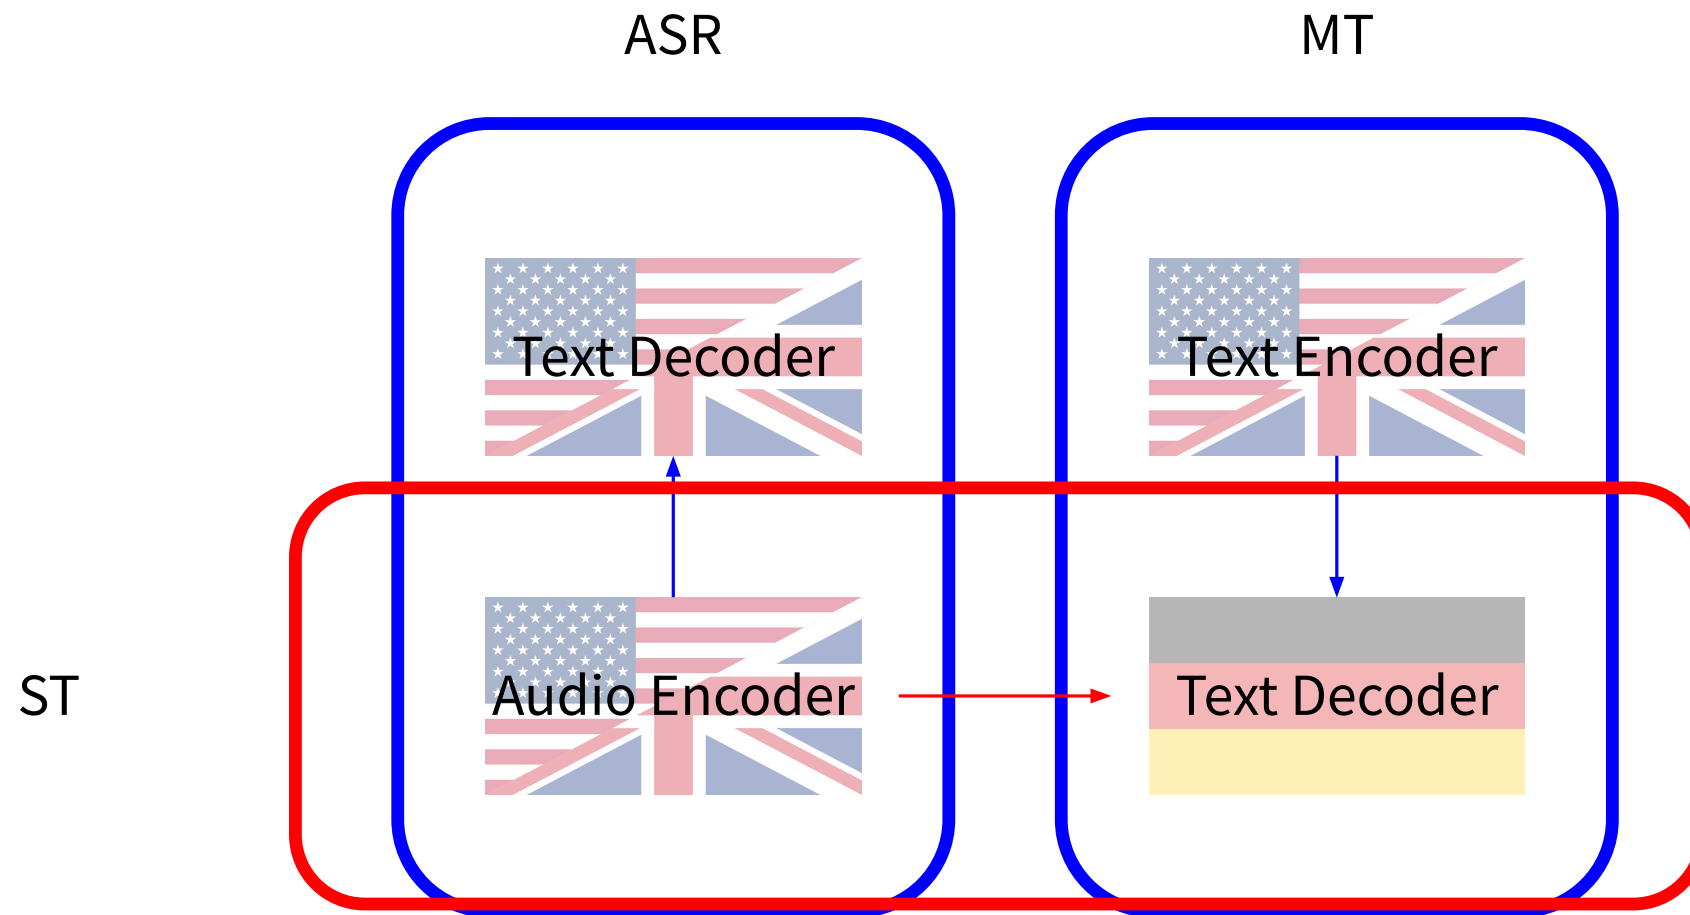 ASR
MT
Text Decoder
Text Encoder
ST
Audio Encoder
Text Decoder